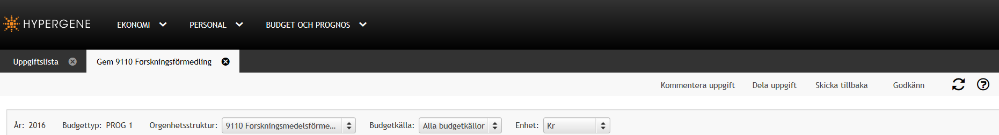 HYPERGENE EKONOMI PERSONAL BUDGET OCH PROGNOS
Uppgiftslista Gem 9110 Forskningsförmedling
Kommentera uppgift Dela uppgift Skicka tillbaka Godkänn
År: 2016 Budgettyp: PROG 1 Orgenhetsstruktur: 9110 Forskningsmedelsförme... Budgetkälla: Alla budgetkällor Enhet: Kr